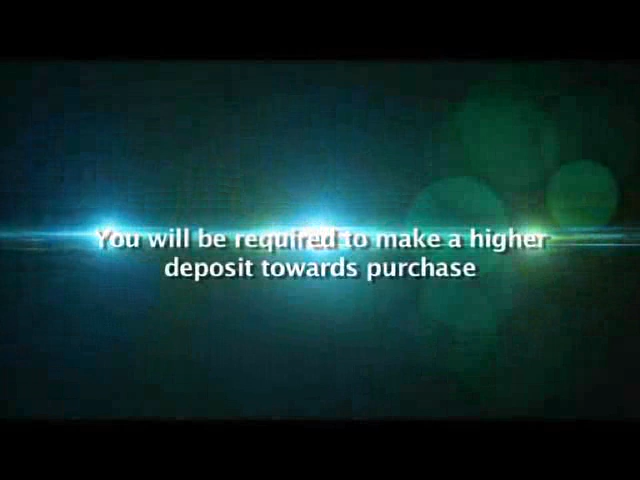 You will be required to make a higher
deposit towards purchase